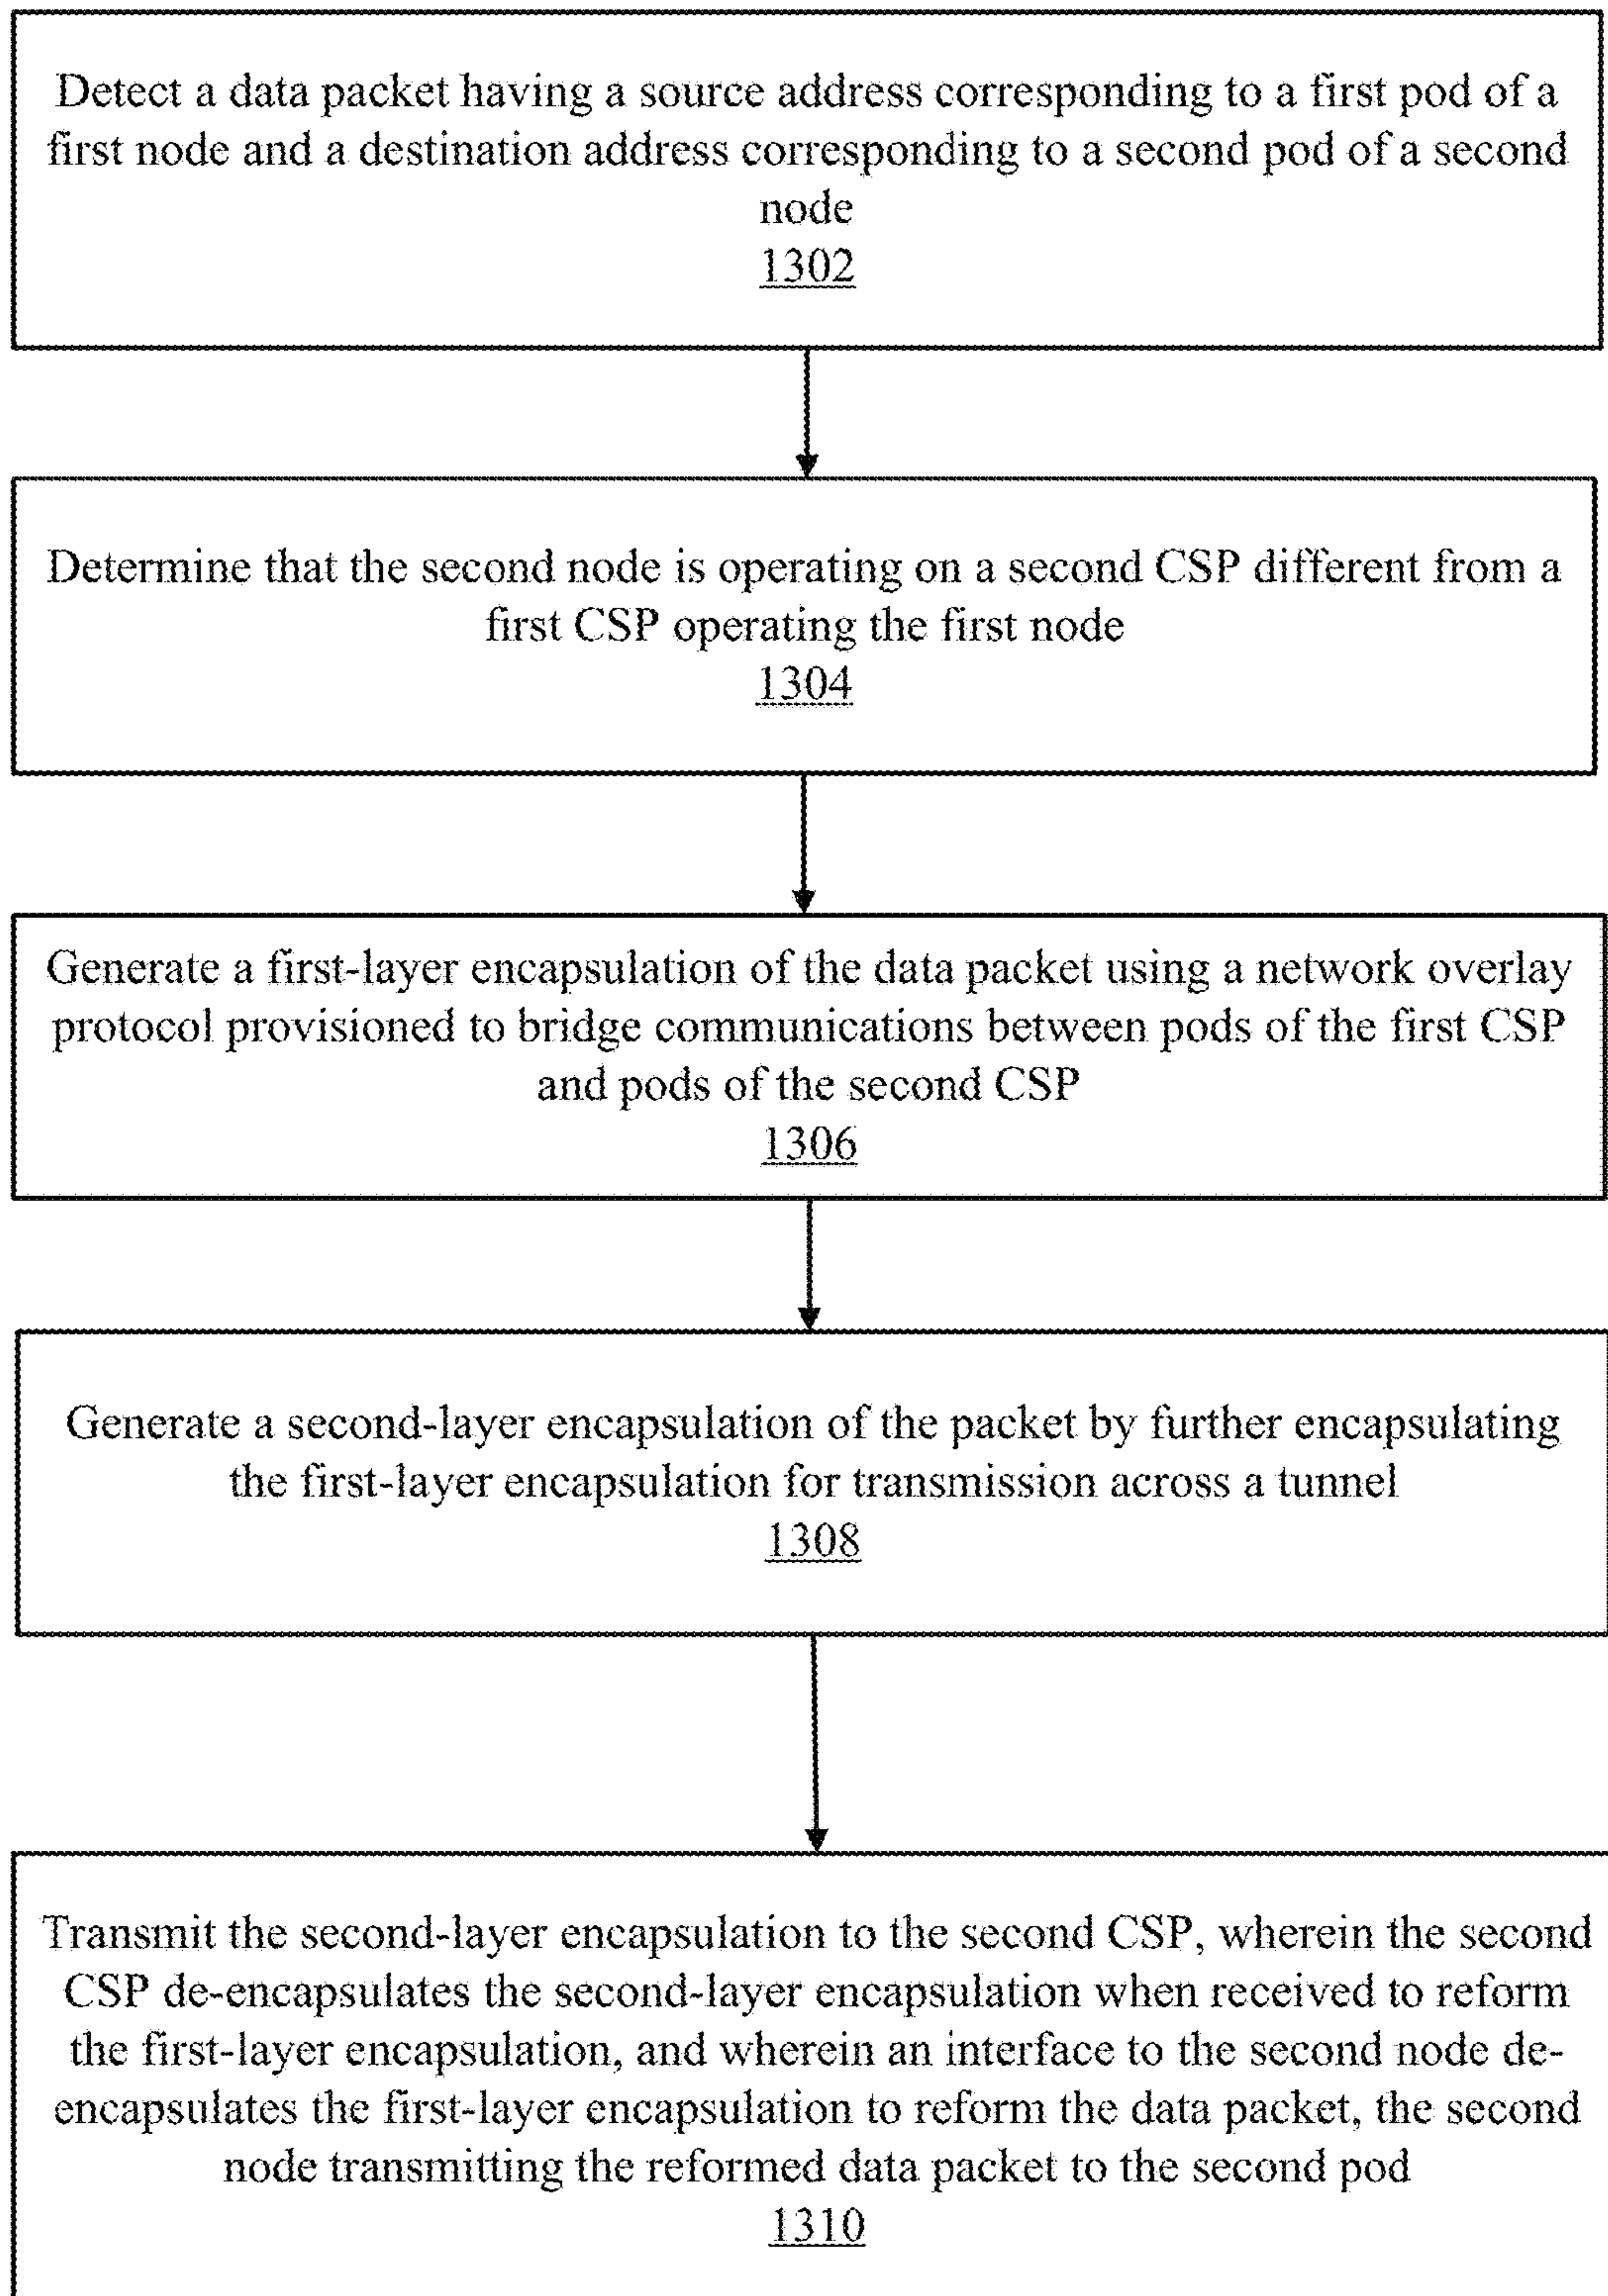 Detect a data packet having a source address corresponding to a first pod of a
first node and a destination address corresponding to a second pod of a second
node
1302
Determine that the second node is operating on a second CSP different from a
first CSP operating the first node
1304
Generate a first-layer encapsulation of the data packet using a network overlay
protocol provisioned to bridge communications between pods of the first CSP
and pods of the second CSP
1306
Generate a second-layer encapsulation of the packet by further encapsulating
the first-layer encapsulation for transmission across a tunnel
1308
Transmit the second-layer encapsulation to the second CSP, wherein the second
CSP de-encapsulates the second-layer encapsulation when received to reform
the first-layer encapsulation, and wherein an interface to the second node de-
encapsulates the first-layer encapsulation to reform the data packet, the second
node transmitting the reformed data packet to the second pod
1310